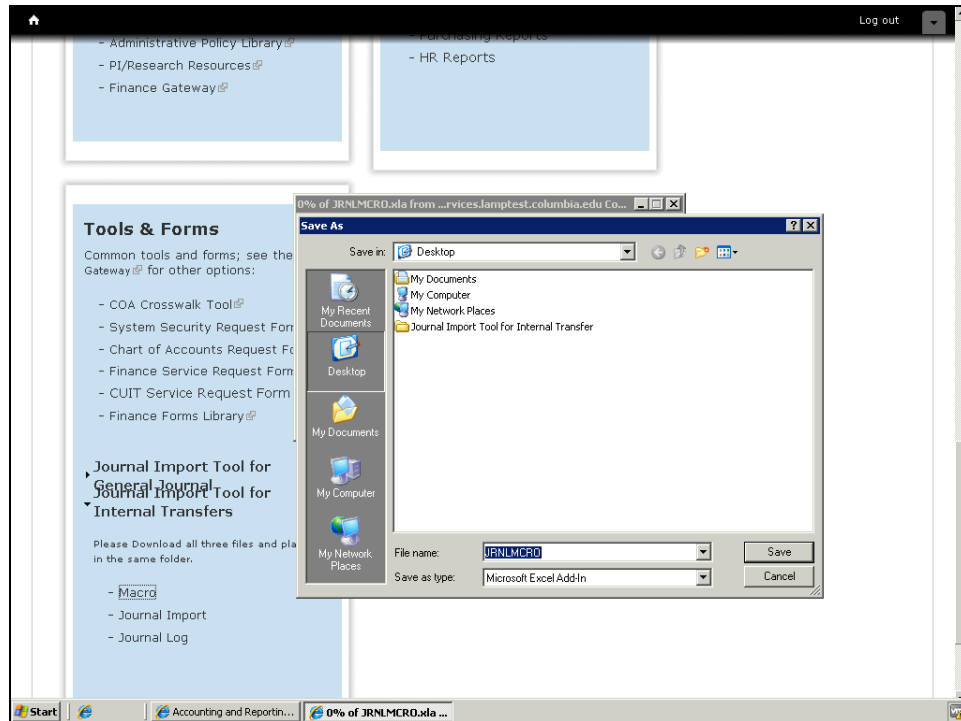 Log out
- Administrative Policy Library
- PI/Research Resources
- Finance Gateway
- Purchasing Reports
- HR Reports
Tools & Forms
Common tools and forms; see the
Gateway for other options:
- COA Crosswalk Tool
- System Security Request For
- Chart of Accounts Request Fo
- Finance Service Request Form
- CUIT Service Request Form
- Finance Forms Library
Journal Import Tool for
General Journal
Journal Import Tool for
Internal Transfers
Please Download all three files and pla
in the same folder.
- Macro
- Journal Import
- Journal Log
0% of JRNLMCRO.xla from ...rvices.lamptest.columbia.edu Co...
Save As
Save in:
Desktop
My Recent
Documents
Desktop
My Documents
My Computer
My Network
Places
My Documents
My Computer
My Network Places
Journal Import Tool for Internal Transfer
File name:
JRNLMCRO
Save
Save as type:
Microsoft Excel Add-In
Cancel
Start
Accounting and Reportin...
0% of JRNLMCRO.xla ...